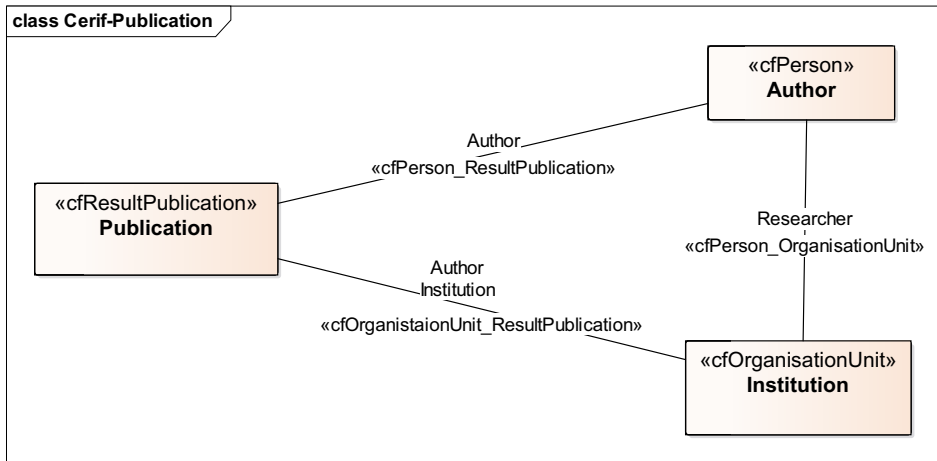 class Cerif-Publication
«cfPerson»
Author
Author
«cfPerson_ResultPublication»
«cfResultPublication»
Publication
Researcher
«cfPerson_OrganisationUnit»
Author
Institution
«cfOrganistaionUnit_ResultPublication»
«cfOrganisationUnit»
Institution